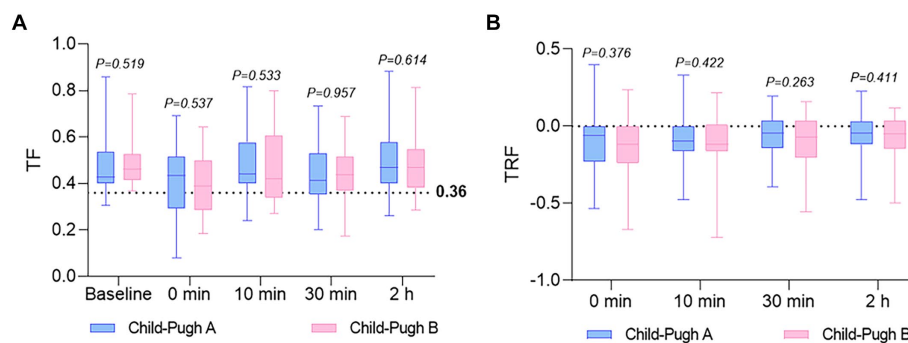 A
TF
1.0
0.8
0.6
0.4
0.2
0.0
P=0.519
P=0.537
P=0.533
P=0.957
P=0.614
0.36
Baseline 0 min 10 min 30 min 2 h
Child-Pugh A Child-Pugh B
B
TRF
0.5
0.0
-0.5
-1.0
P=0.376
P=0.422
P=0.263
P=0.411
0 min 10 min 30 min 2 h
Child-Pugh A Child-Pugh B